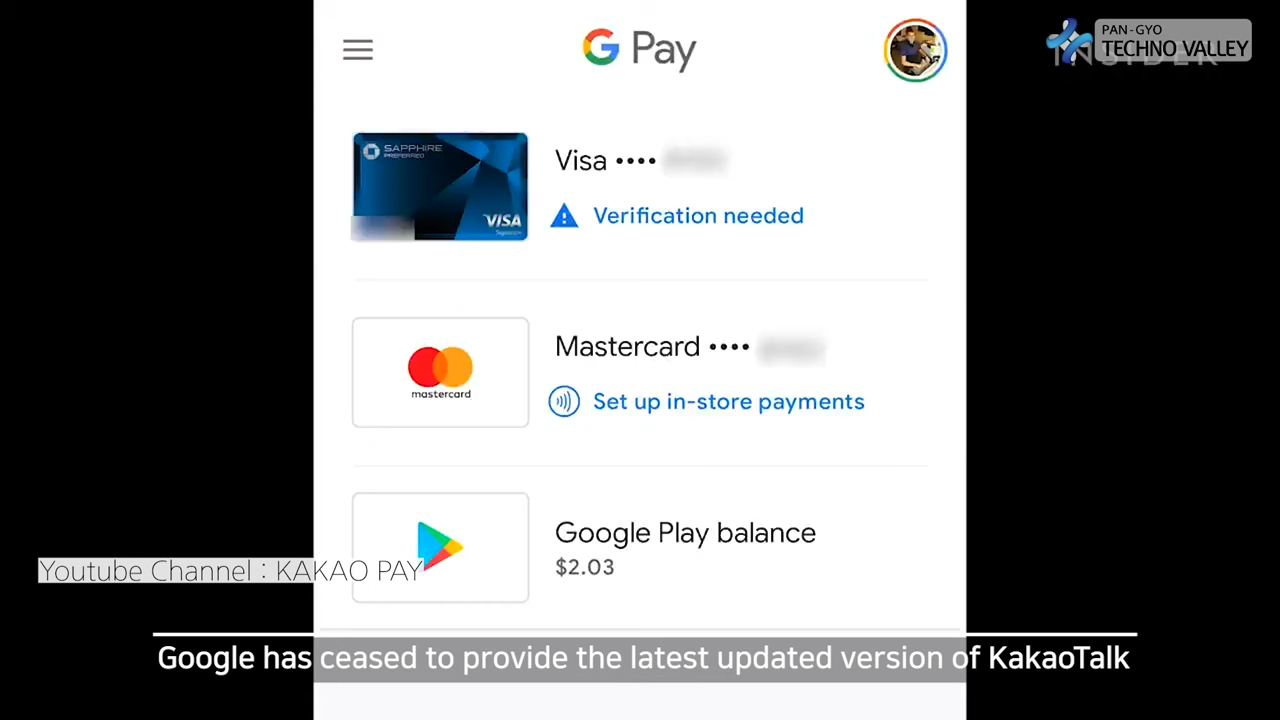 G Pay
PAN-GYO
TECHNO VALLEY
INSIDER
SAPPHIRE
PREFERRED
VISA
Signature
Visa ••••
Verification needed
mastercard
Mastercard ••••
Set up in-store payments
Google Play balance
$2.03
Youtube Channel : KAKAO PAY
Google has ceased to provide the latest updated version of KakaoTalk